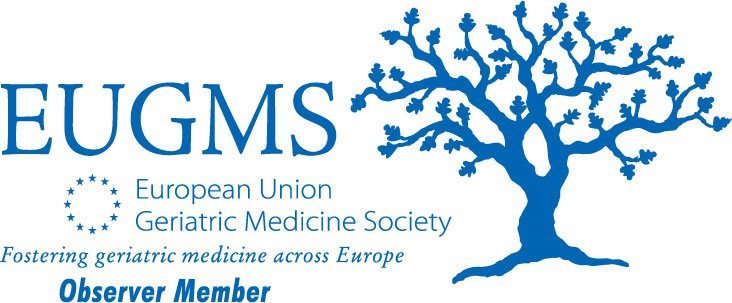 EUGMS
European Union
Geriatric Medicine Society
Fostering geriatric medicine across Europe
Observer Member